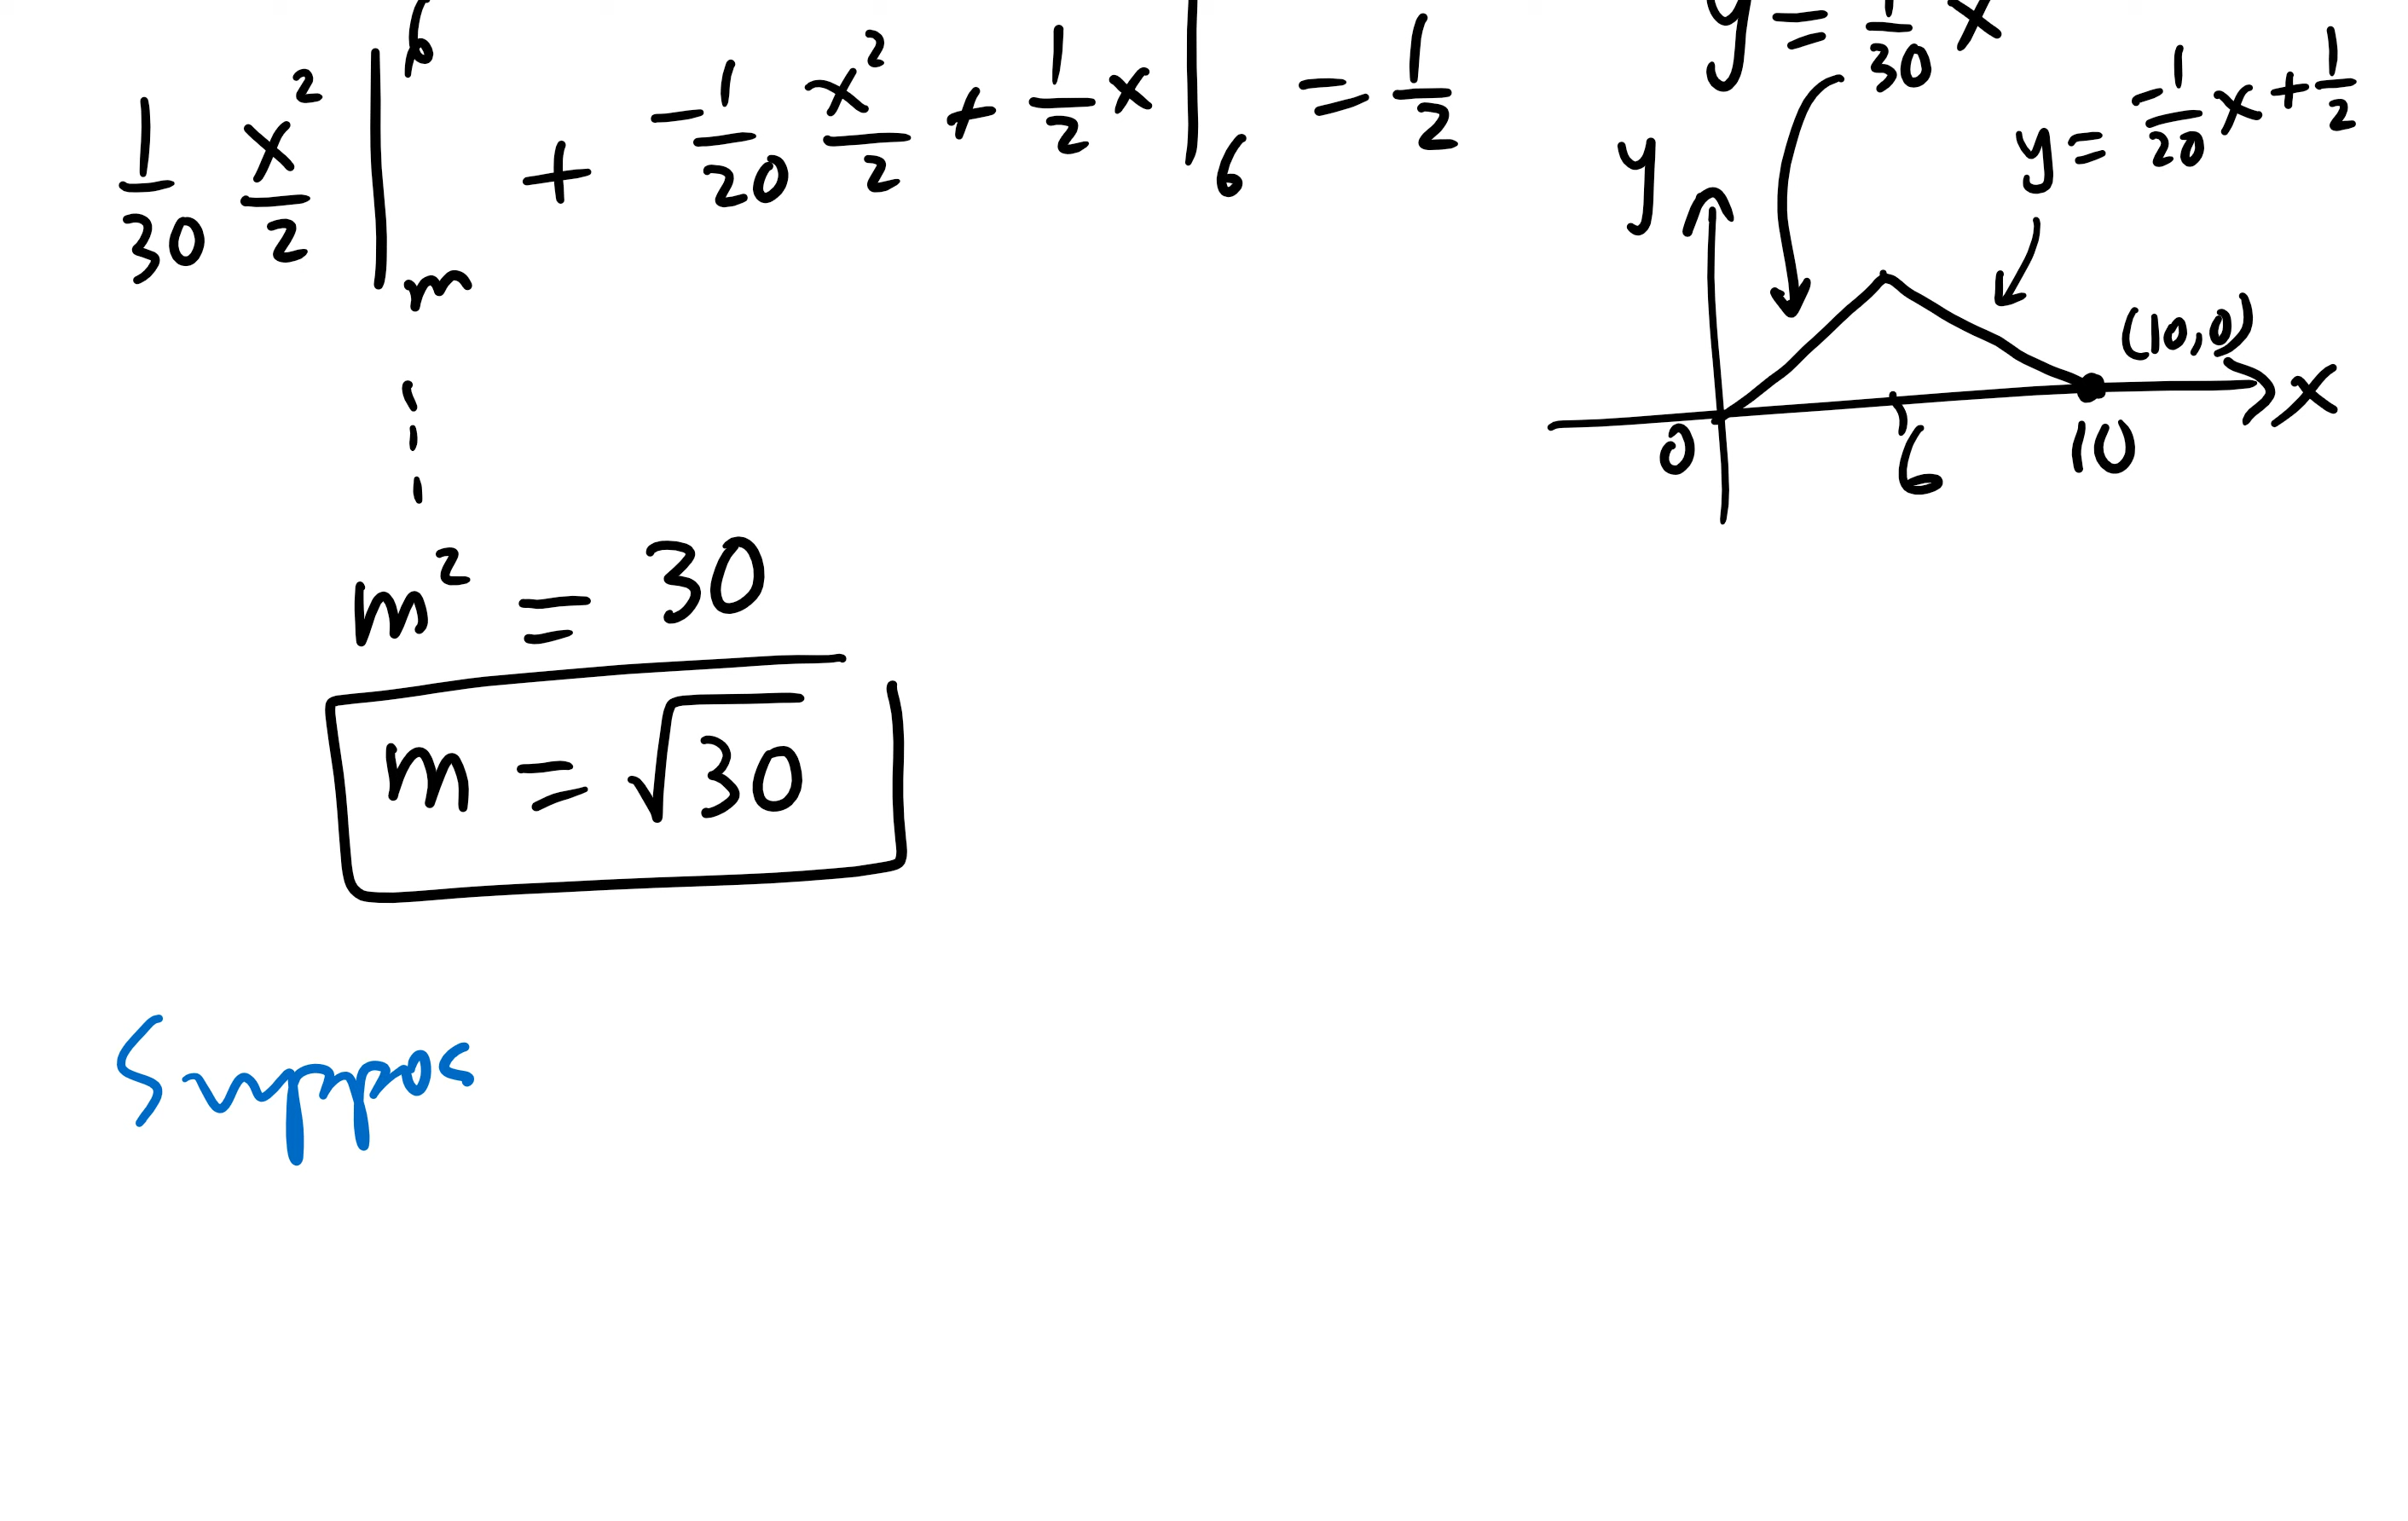 1/30 x²/2 |_m^6 + -1/20 x²/2 + 1/2 x |_6 = 1/2
m² = 30
m = √30
y = 1/30 x
y = -1/20 x + 1/2
y
(10,0)
x
0 6 10
Suppos